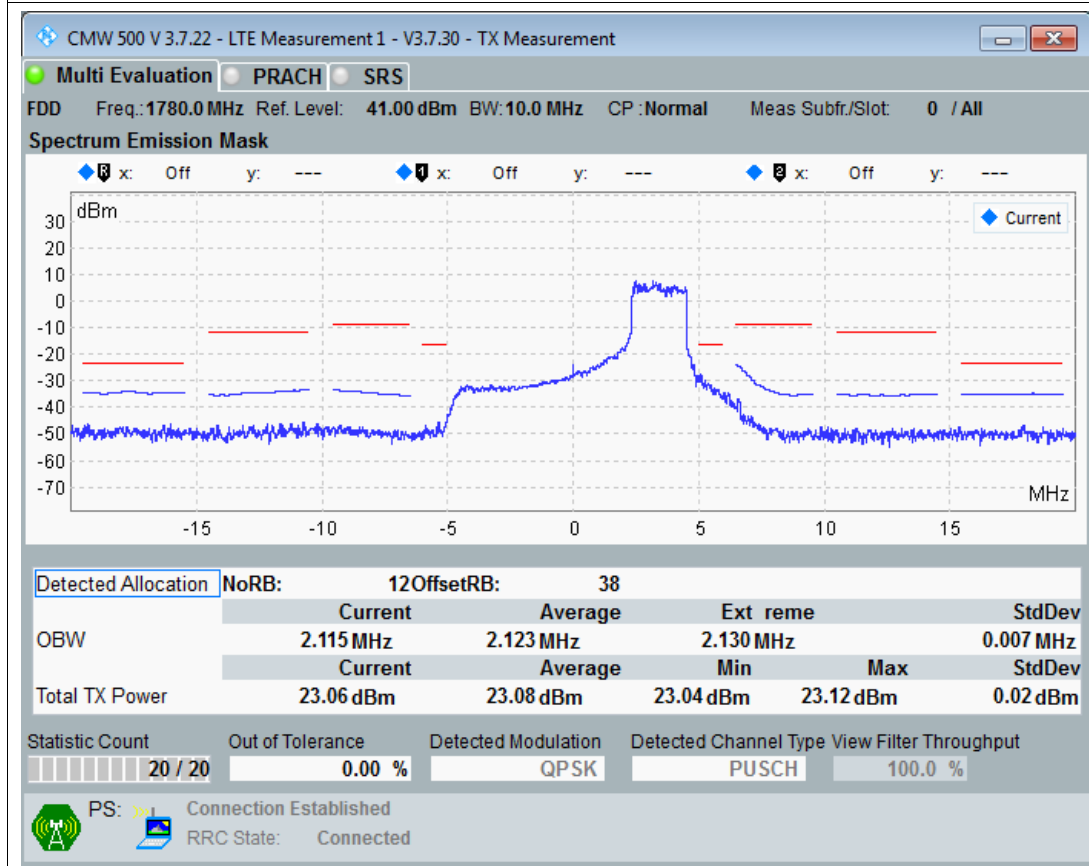 CMW 500 V 3.7.22 - LTE Measurement 1 - V3.7.30 - TX Measurement
Multi Evaluation PRACH SRS
FDD Freq.: 1780.0 MHz Ref. Level: 41.00 dBm BW: 10.0 MHz CP : Normal Meas Subfr./Slot: 0 / All
Spectrum Emission Mask
R x: Off y: --- 1 x: Off y: --- 2 x: Off y: ---
dBm
Current
30
20
10
0
-10
-20
-30
-40
-50
-60
-70
MHz
-15 -10 -5 0 5 10 15
Detected Allocation NoRB: 12 OffsetRB: 38
Current Average Ext reme StdDev
OBW 2.115 MHz 2.123 MHz 2.130 MHz 0.007 MHz
Current Average Min Max StdDev
Total TX Power 23.06 dBm 23.08 dBm 23.04 dBm 23.12 dBm 0.02 dBm
Statistic Count Out of Tolerance Detected Modulation Detected Channel Type View Filter Throughput
20 / 20 0.00 % QPSK PUSCH 100.0 %
PS: Connection Established
RRC State: Connected